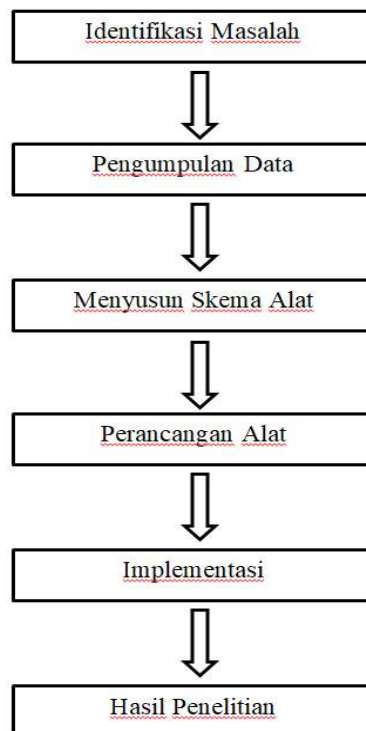 Identifikasi Masalah
Pengumpulan Data
Menyusun Skema Alat
Perancangan Alat
Implementasi
Hasil Penelitian